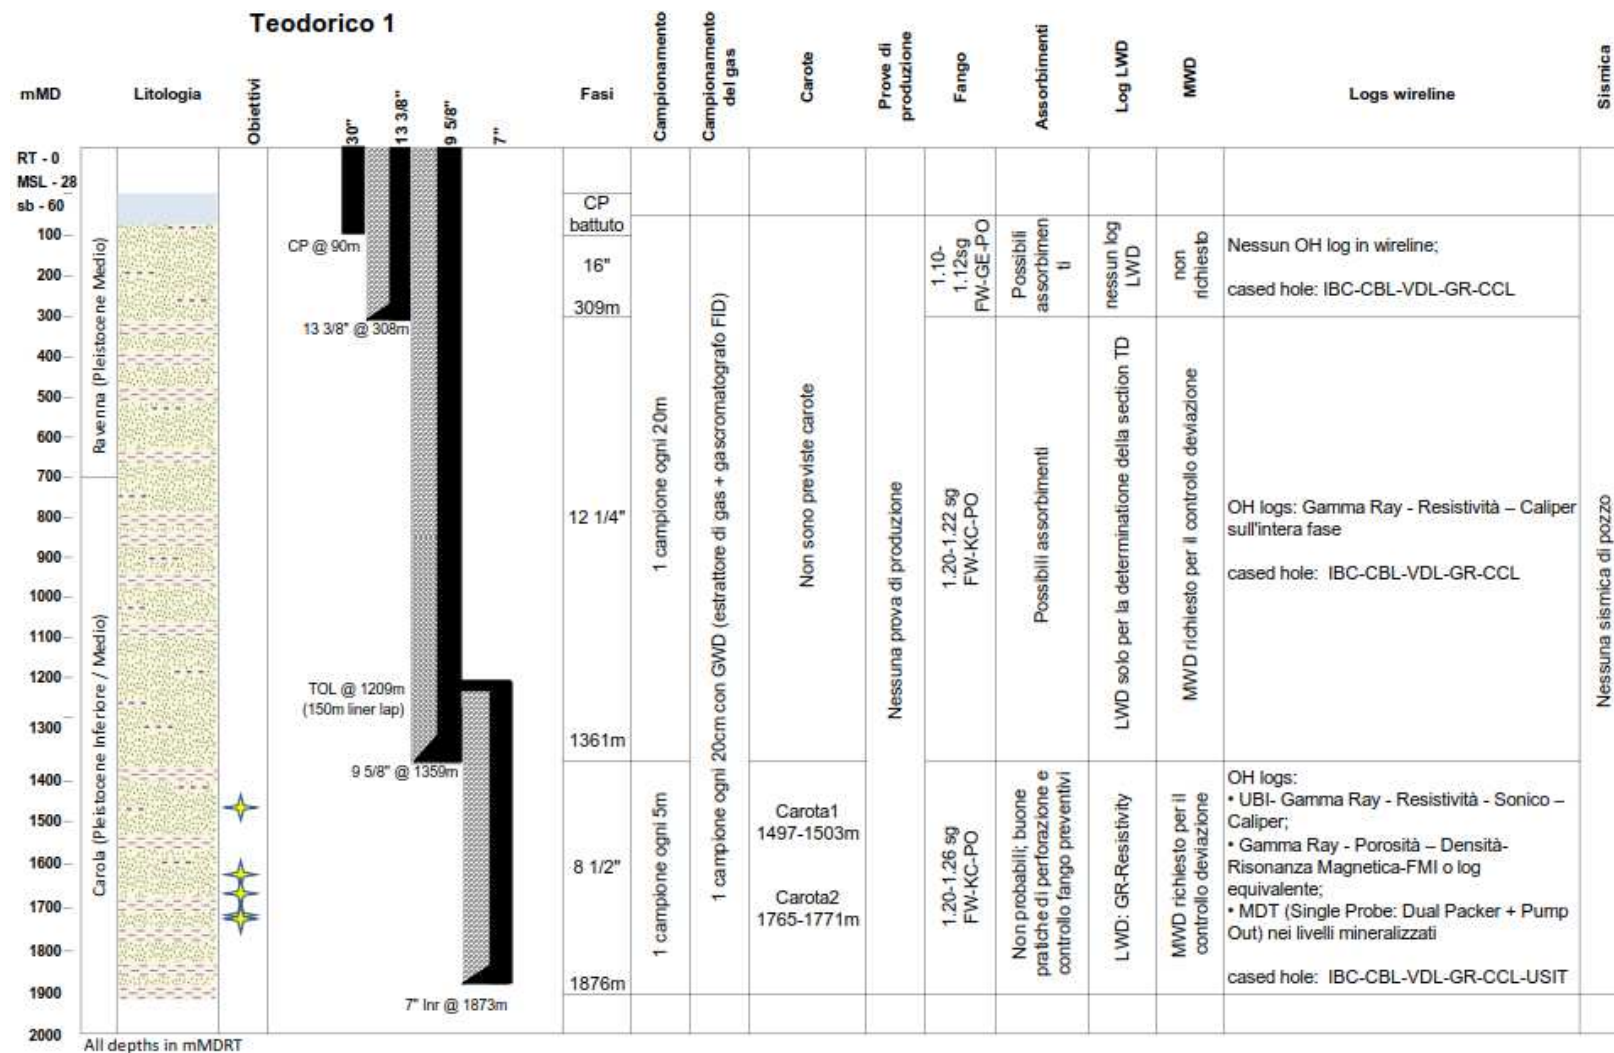 Teodorico 1
mMD
Litologia
Obiettivi
30"
13 3/8"
9 5/8"
7"
Fasi
Campionamento
Campionamento
del gas
Carote
Prove di
produzione
Fango
Assorbimenti
Log LWD
MWD
Logs wireline
Sismica
RT - 0
MSL - 28
sb - 60
100
200
300
400
500
600
700
800
900
1000
1100
1200
1300
1400
1500
1600
1700
1800
1900
2000
Ravenna (Pleistocene Medio)
Carola (Pleistocene Inferiore / Medio)
CP @ 90m
13 3/8" @ 308m
TOL @ 1209m
(150m liner lap)
9 5/8" @ 1359m
7" lnr @ 1873m
CP
battuto
16"
309m
12 1/4"
1361m
8 1/2"
1876m
1 campione ogni 20m
1 campione ogni 5m
1 campione ogni 20cm con GWD (estrattore di gas + gascromatografo FID)
Non sono previste carote
Carota1
1497-1503m
Carota2
1765-1771m
Nessuna prova di produzione
1.10-
1.12sg
FW-GE-PO
1.20-1.22 sg
FW-KC-PO
1.20-1.26 sg
FW-KC-PO
Possibili
assorbimen
ti
Possibili assorbimenti
Non probabili; buone
pratiche di perforazione e
controllo fango preventivi
nessun log
LWD
LWD solo per la determinatione della section TD
LWD: GR-Resistivity
non
richiesto
MWD richiesto per il controllo deviazione
MWD richiesto per il
controllo deviazione
Nessun OH log in wireline;
cased hole: IBC-CBL-VDL-GR-CCL
OH logs: Gamma Ray - Resistività – Caliper
sull'intera fase
cased hole: IBC-CBL-VDL-GR-CCL
OH logs:
• UBI- Gamma Ray - Resistività - Sonico –
Caliper;
• Gamma Ray - Porosità – Densità-
Risonanza Magnetica-FMI o log
equivalente;
• MDT (Single Probe: Dual Packer + Pump
Out) nei livelli mineralizzati
cased hole: IBC-CBL-VDL-GR-CCL-USIT
Nessuna sismica di pozzo
All depths in mMDRT